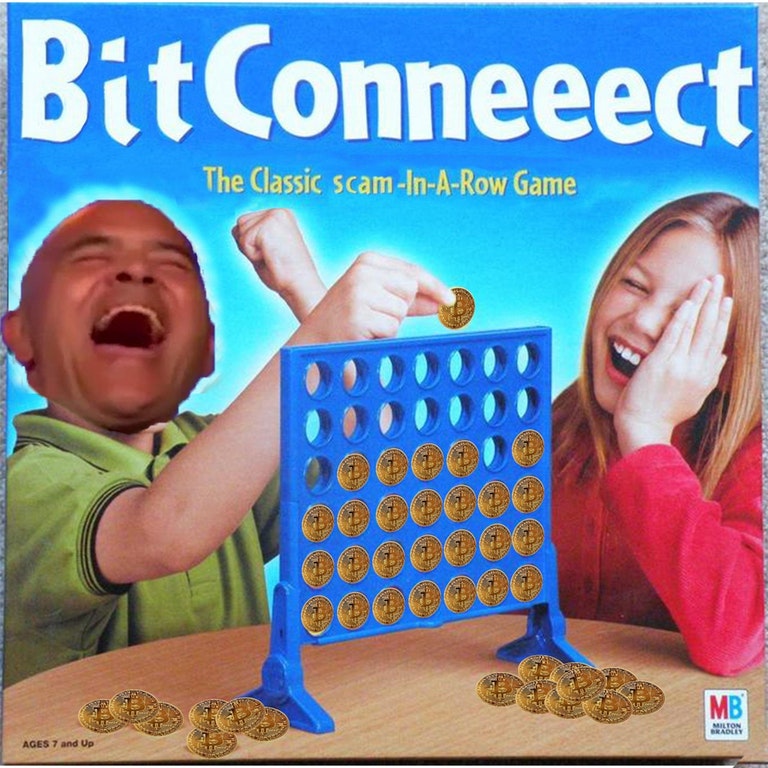 BitConneeect
The Classic scam-In-A-Row Game
AGES 7 and Up
MB
MILTON
BRADLEY